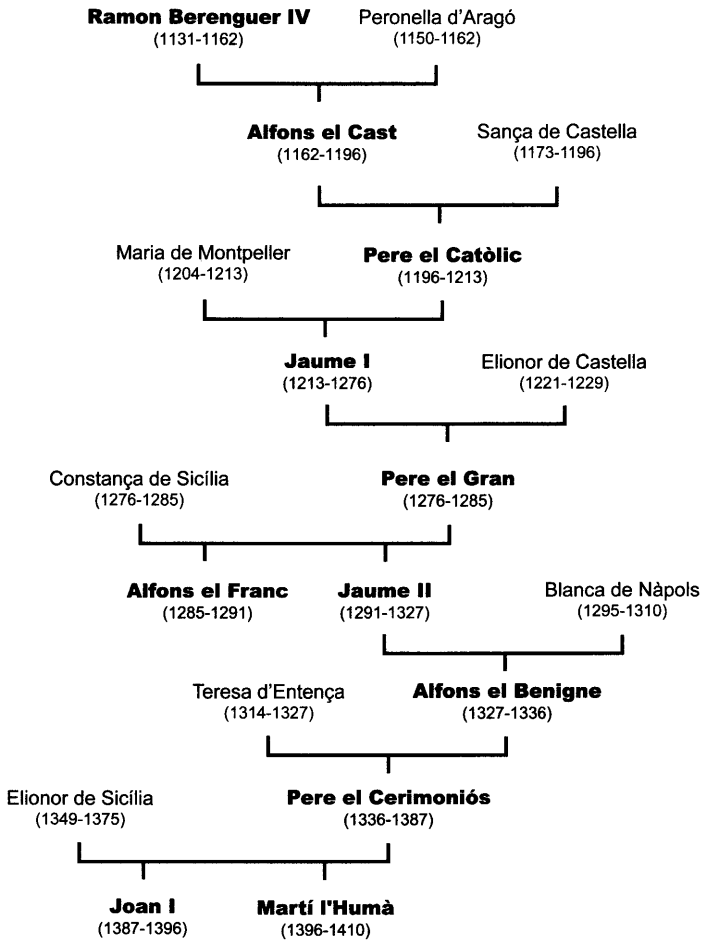 Ramon Berenguer IV
(1131-1162)
Peronella d'Aragó
(1150-1162)
Alfons el Cast
(1162-1196)
Sança de Castella
(1173-1196)
Maria de Montpeller
(1204-1213)
Pere el Catòlic
(1196-1213)
Jaume I
(1213-1276)
Elionor de Castella
(1221-1229)
Constança de Sicília
(1276-1285)
Pere el Gran
(1276-1285)
Alfons el Franc
(1285-1291)
Jaume II
(1291-1327)
Blanca de Nàpols
(1295-1310)
Teresa d'Entença
(1314-1327)
Alfons el Benigne
(1327-1336)
Elionor de Sicília
(1349-1375)
Pere el Cerimoniós
(1336-1387)
Joan I
(1387-1396)
Martí l'Humà
(1396-1410)